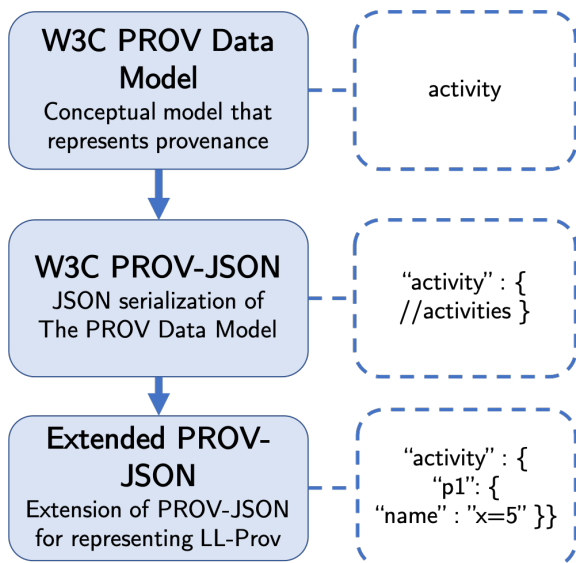 W3C PROV Data
Model
Conceptual model that
represents provenance
activity
W3C PROV-JSON
JSON serialization of
The PROV Data Model
“activity” : {
//activities }
Extended PROV-
JSON
Extension of PROV-JSON
for representing LL-Prov
“activity” : {
“p1”: {
“name” : ”x=5” }}